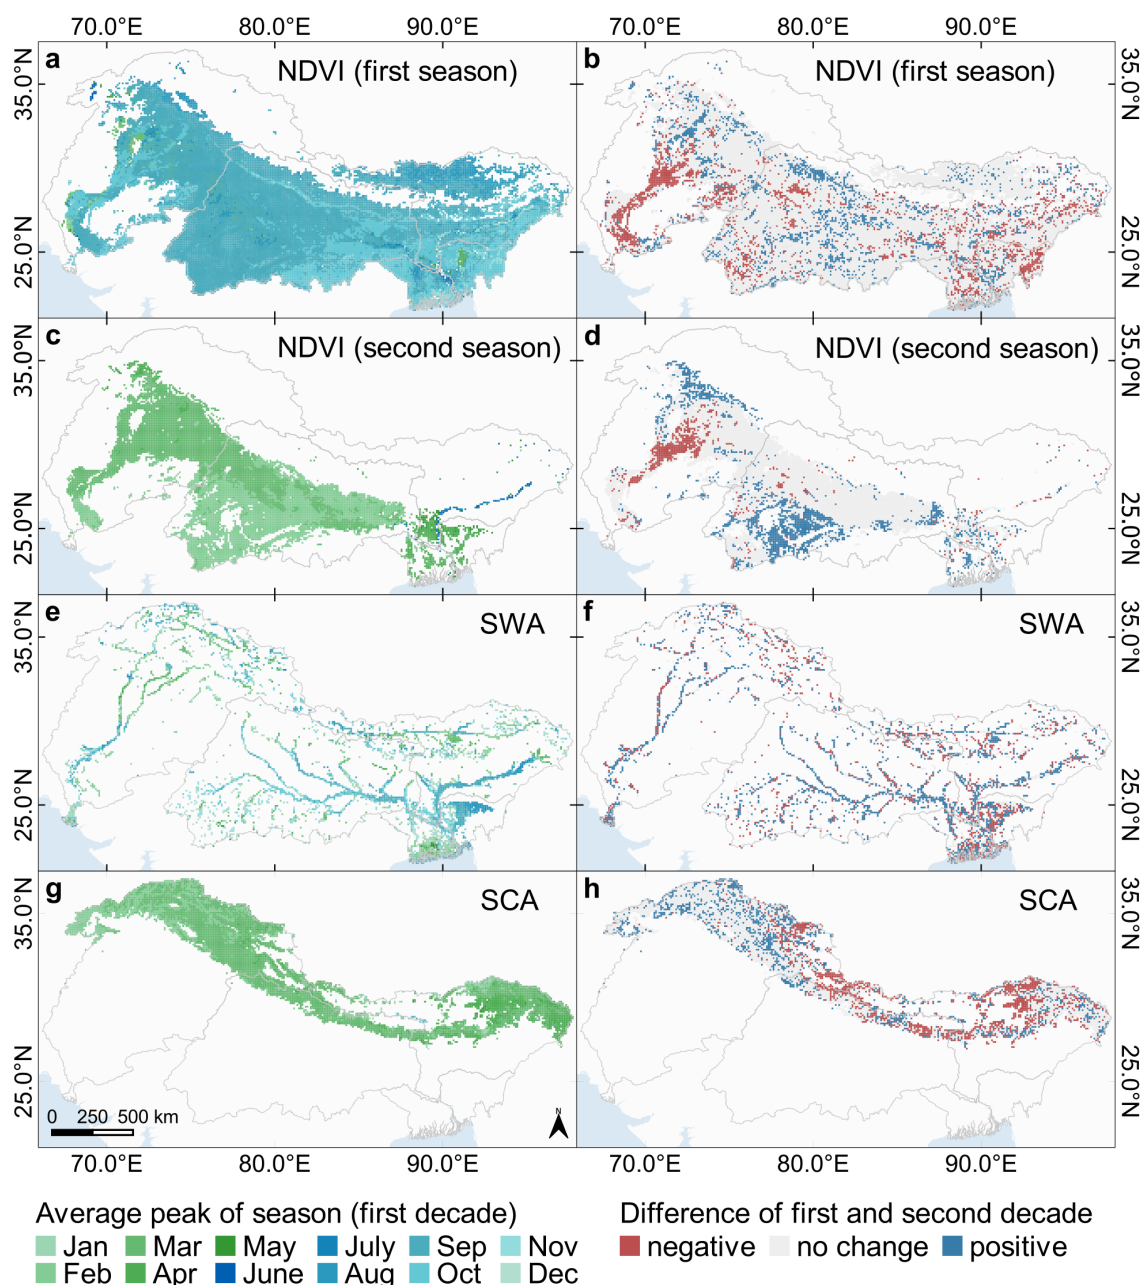 70.0°E 80.0°E 90.0°E 70.0°E 80.0°E 90.0°E
a NDVI (first season) b NDVI (first season)
35.0°N 35.0°N
25.0°N 25.0°N
c NDVI (second season) d NDVI (second season)
35.0°N 35.0°N
25.0°N 25.0°N
e SWA f SWA
35.0°N 35.0°N
25.0°N 25.0°N
g SCA h SCA
35.0°N 35.0°N
25.0°N 25.0°N
0 250 500 km N
70.0°E 80.0°E 90.0°E 70.0°E 80.0°E 90.0°E
Average peak of season (first decade) Difference of first and second decade
Jan Mar May July Sep Nov negative no change positive
Feb Apr June Aug Oct Dec